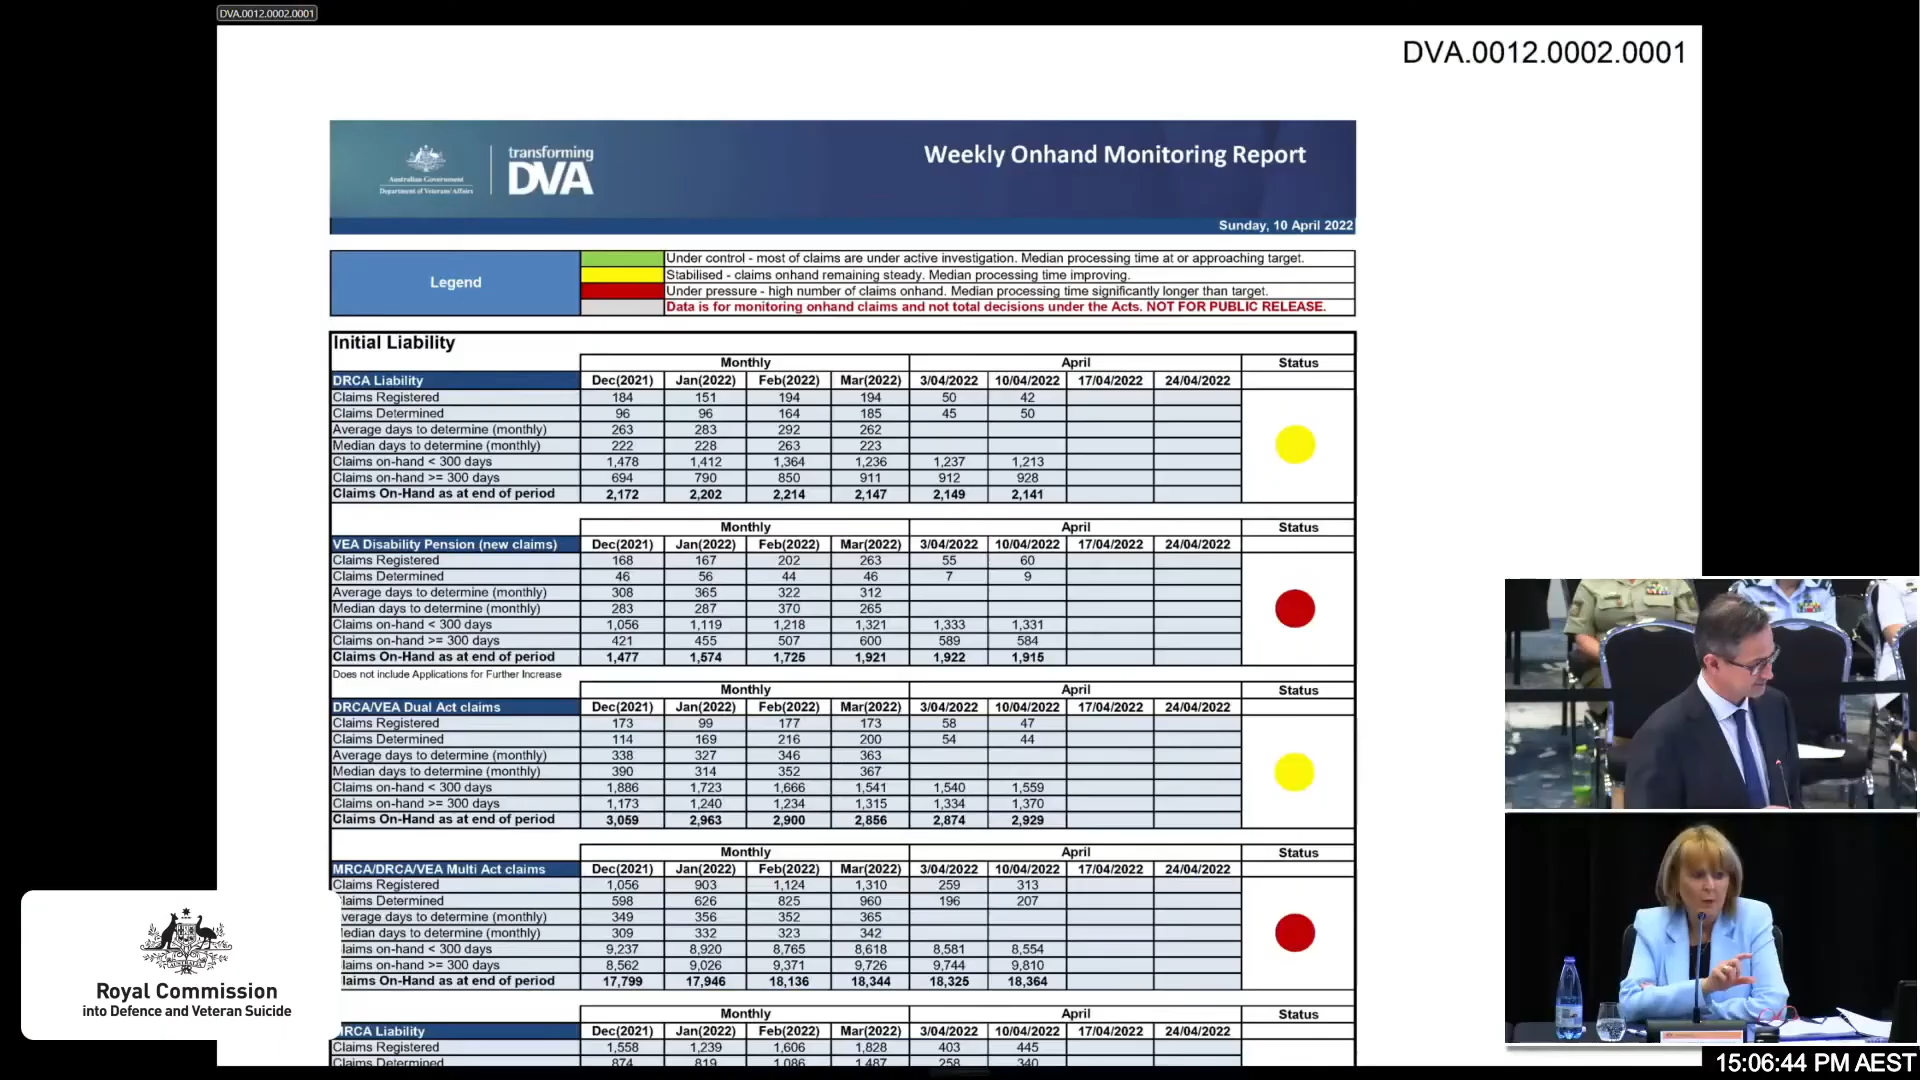 DVA.0012.0002.0001
DVA.0012.0002.0001
Australian Government
Department of Veterans' Affairs
transforming
DVA
Weekly Onhand Monitoring Report
Sunday, 10 April 2022
Legend
Under control - most of claims are under active investigation. Median processing time at or approaching target.
Stabilised - claims onhand remaining steady. Median processing time improving.
Under pressure - high number of claims onhand. Median processing time significantly longer than target.
Data is for monitoring onhand claims and not total decisions under the Acts. NOT FOR PUBLIC RELEASE.
Initial Liability
Monthly April Status
DRCA Liability Dec(2021) Jan(2022) Feb(2022) Mar(2022) 3/04/2022 10/04/2022 17/04/2022 24/04/2022
Claims Registered 184 151 194 194 50 42
Claims Determined 96 96 164 185 45 50
Average days to determine (monthly) 263 283 292 262
Median days to determine (monthly) 222 228 263 223
Claims on-hand < 300 days 1,478 1,412 1,364 1,236 1,237 1,213
Claims on-hand >= 300 days 694 790 850 911 912 928
Claims On-Hand as at end of period 2,172 2,202 2,214 2,147 2,149 2,141
Monthly April Status
VEA Disability Pension (new claims) Dec(2021) Jan(2022) Feb(2022) Mar(2022) 3/04/2022 10/04/2022 17/04/2022 24/04/2022
Claims Registered 168 167 202 263 55 60
Claims Determined 46 56 44 46 7 9
Average days to determine (monthly) 308 365 322 312
Median days to determine (monthly) 283 287 370 265
Claims on-hand < 300 days 1,056 1,119 1,218 1,321 1,333 1,331
Claims on-hand >= 300 days 421 455 507 600 589 584
Claims On-Hand as at end of period 1,477 1,574 1,725 1,921 1,922 1,915
Does not include Applications for Further Increase
Monthly April Status
DRCA/VEA Dual Act claims Dec(2021) Jan(2022) Feb(2022) Mar(2022) 3/04/2022 10/04/2022 17/04/2022 24/04/2022
Claims Registered 173 99 177 173 58 47
Claims Determined 114 169 216 200 54 44
Average days to determine (monthly) 338 327 346 363
Median days to determine (monthly) 390 314 352 367
Claims on-hand < 300 days 1,886 1,723 1,666 1,541 1,540 1,559
Claims on-hand >= 300 days 1,173 1,240 1,234 1,315 1,334 1,370
Claims On-Hand as at end of period 3,059 2,963 2,900 2,856 2,874 2,929
Monthly April Status
MRCA/DRCA/VEA Multi Act claims Dec(2021) Jan(2022) Feb(2022) Mar(2022) 3/04/2022 10/04/2022 17/04/2022 24/04/2022
Claims Registered 1,056 903 1,124 1,310 259 313
laims Determined 598 626 825 960 196 207
verage days to determine (monthly) 349 356 352 365
edian days to determine (monthly) 309 332 323 342
laims on-hand < 300 days 9,237 8,920 8,765 8,618 8,581 8,554
laims on-hand >= 300 days 8,562 9,026 9,371 9,726 9,744 9,810
laims On-Hand as at end of period 17,799 17,946 18,136 18,344 18,325 18,364
Monthly April Status
MRCA Liability Dec(2021) Jan(2022) Feb(2022) Mar(2022) 3/04/2022 10/04/2022 17/04/2022 24/04/2022
Claims Registered 1,558 1,239 1,606 1,828 403 445
Claims Determined 874 819 1,086 1,487 258 340
AUSTRALIA
Royal Commission
into Defence and Veteran Suicide
15:06:44 PM AEST